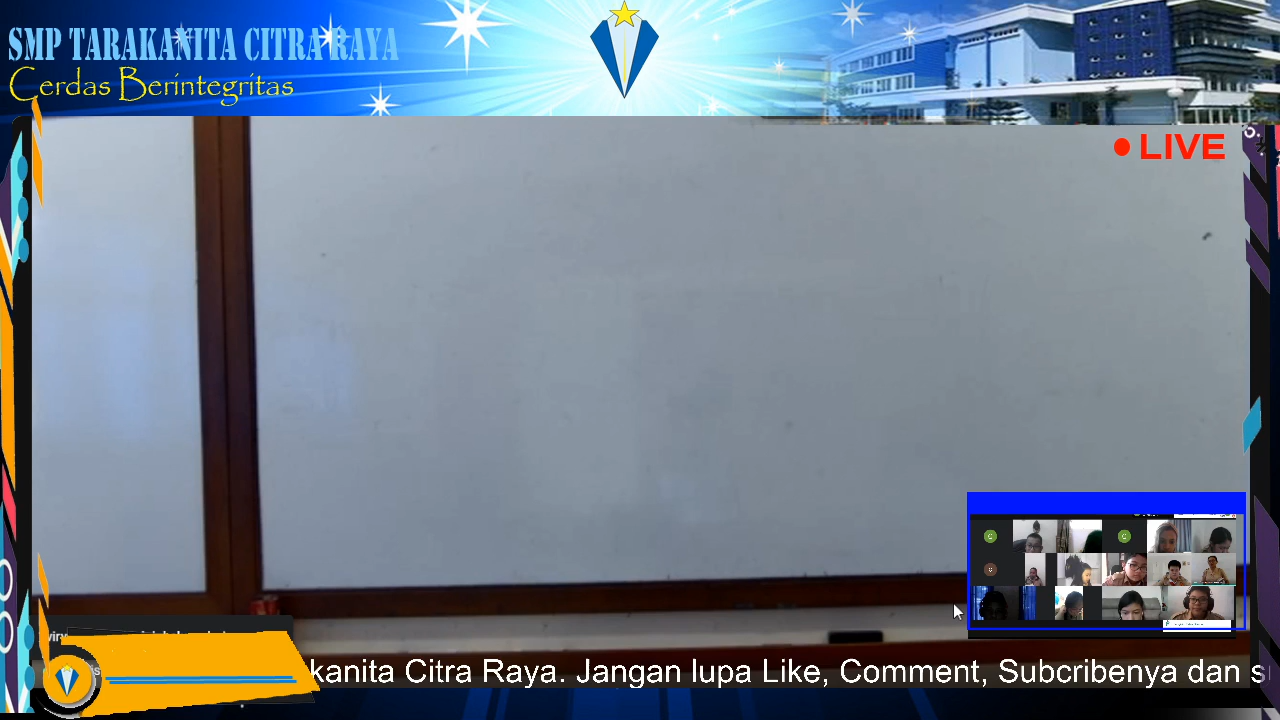 SMP TARAKANITA CITRA RAYA
Cerdas Berintegritas
LIVE
kanita Citra Raya. Jangan lupa Like, Comment, Subcribenya dan s